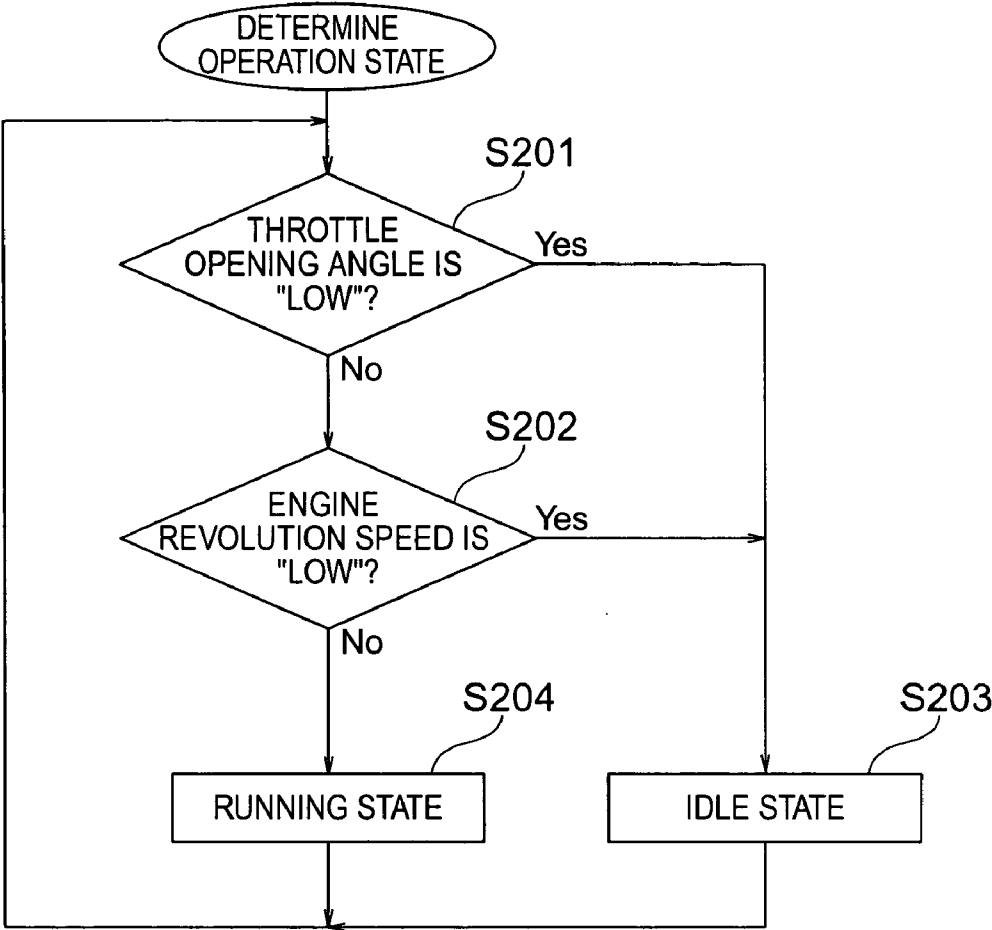 DETERMINE
OPERATION STATE
S201
THROTTLE
OPENING ANGLE IS
"LOW"?
Yes
No
S202
ENGINE
REVOLUTION SPEED IS
"LOW"?
Yes
No
S204
RUNNING STATE
S203
IDLE STATE